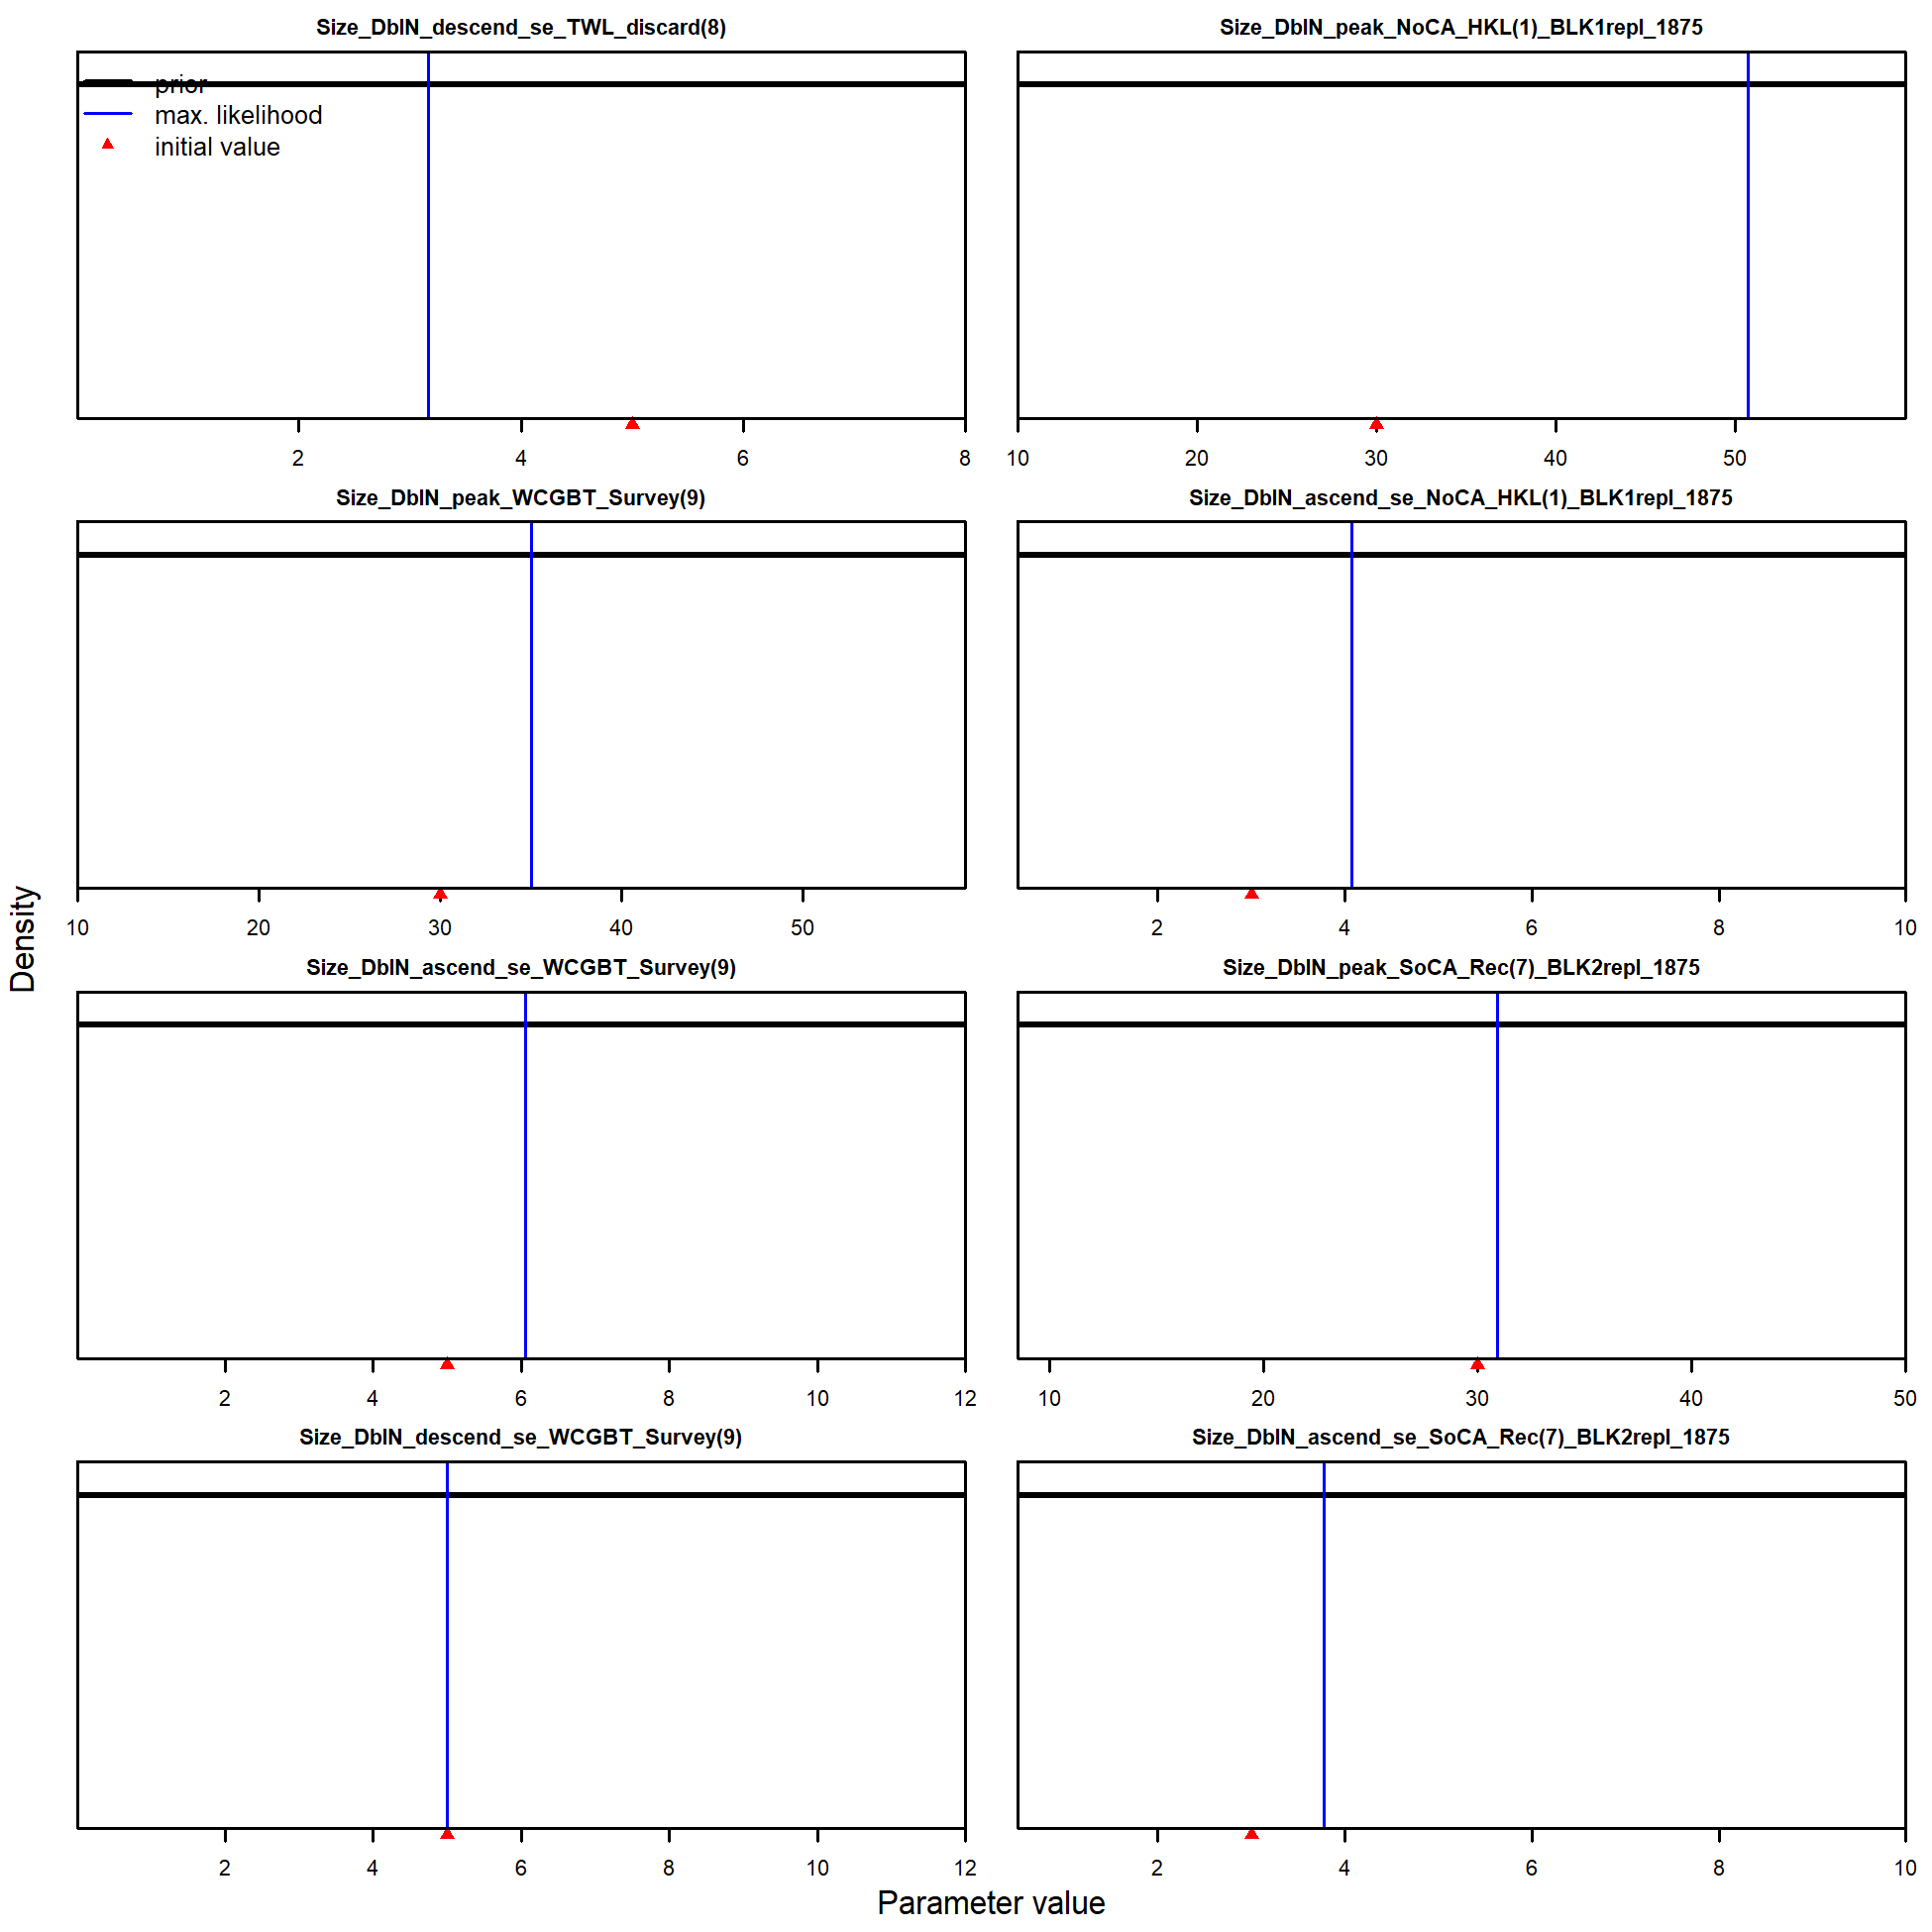 Size_DblN_descend_se_TWL_discard(8)
prior
max. likelihood
initial value
2 4 6 8
Size_DblN_peak_NoCA_HKL(1)_BLK1repl_1875
10 20 30 40 50
Size_DblN_peak_WCGBT_Survey(9)
10 20 30 40 50
Size_DblN_ascend_se_NoCA_HKL(1)_BLK1repl_1875
2 4 6 8 10
Size_DblN_ascend_se_WCGBT_Survey(9)
2 4 6 8 10 12
Size_DblN_peak_SoCA_Rec(7)_BLK2repl_1875
10 20 30 40 50
Size_DblN_descend_se_WCGBT_Survey(9)
2 4 6 8 10 12
Size_DblN_ascend_se_SoCA_Rec(7)_BLK2repl_1875
2 4 6 8 10
Density
Parameter value